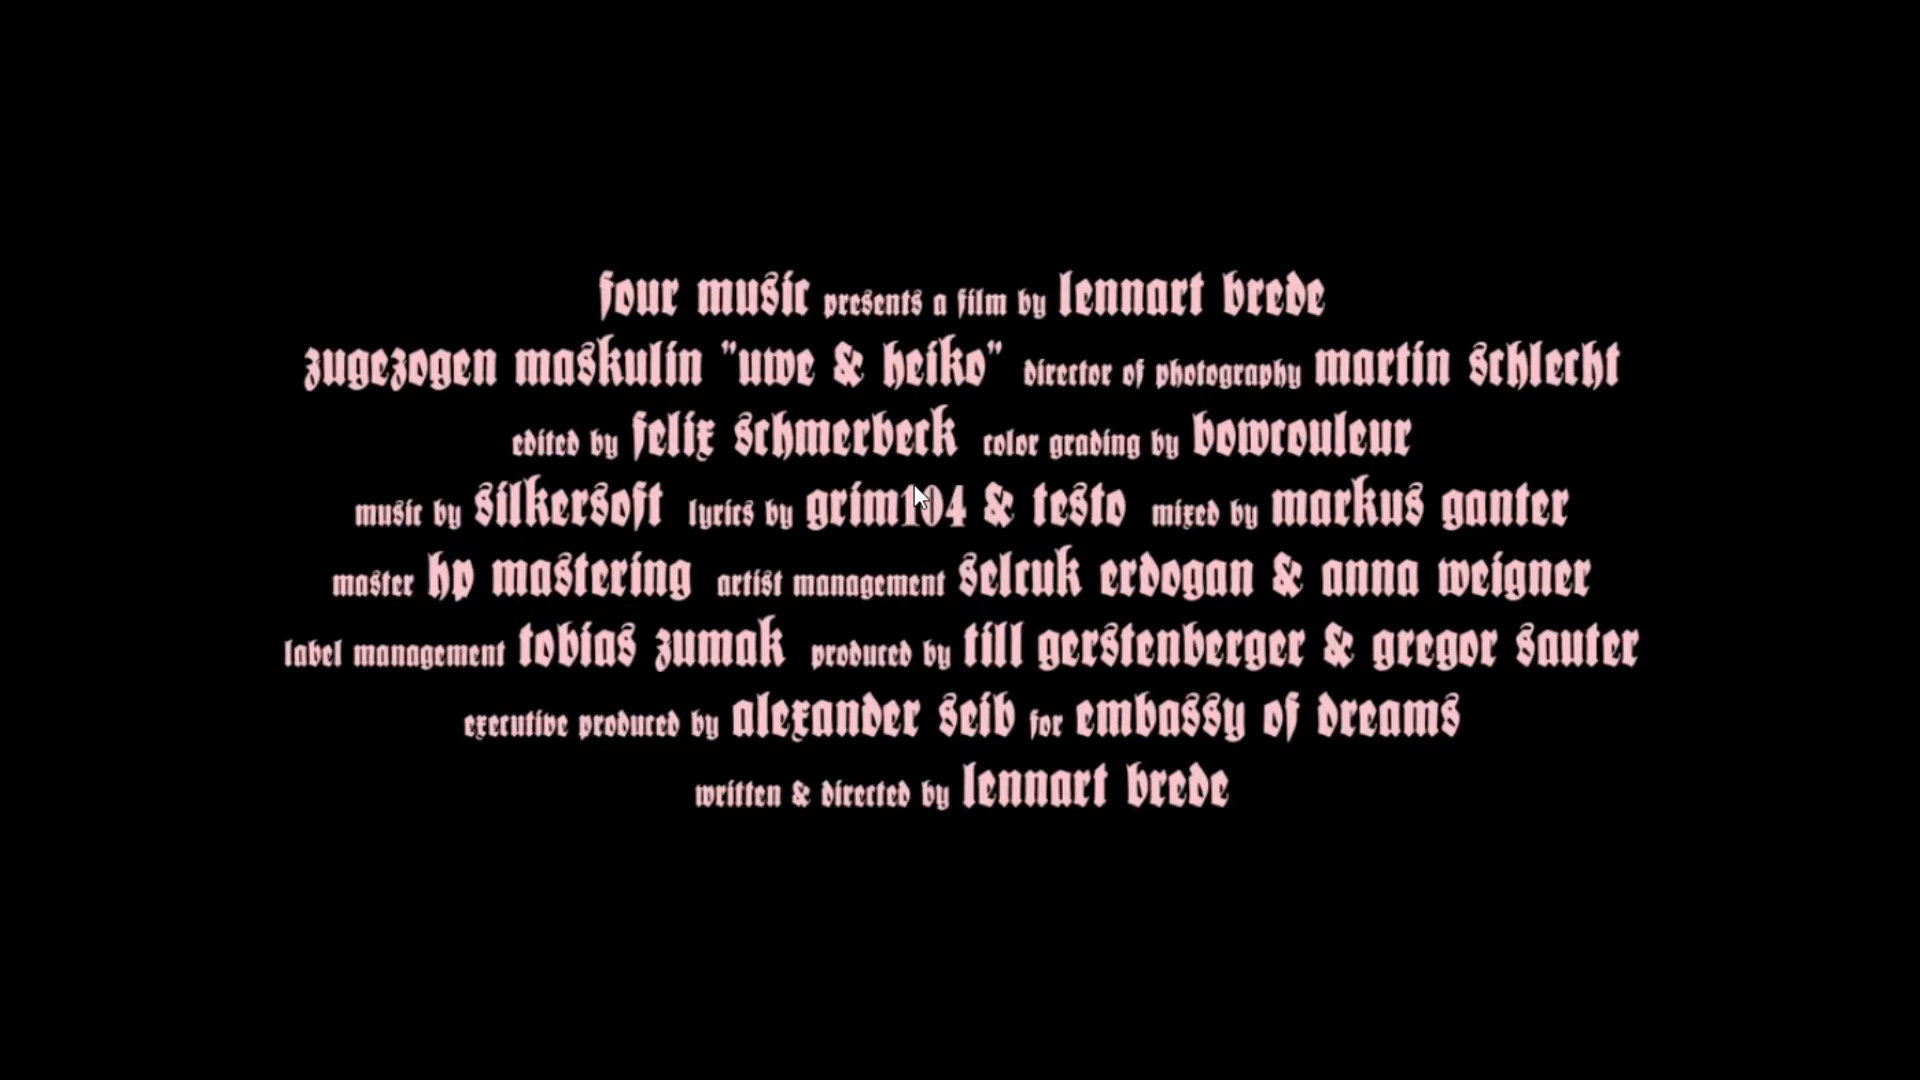 four music presents a film by lennart brede
zugezogen maskulin "uwe & heiko" director of photography martin schlecht
edited by felix schmerbeck color grading by bowcouleur
music by silkersoft lyrics by grim104 & testo mixed by markus ganter
master hp mastering artist management selcuk erdogan & anna weigner
label management tobias zumak produced by till gerstenberger & gregor sauter
executive produced by alexander seib for embassy of dreams
written & directed by lennart brede